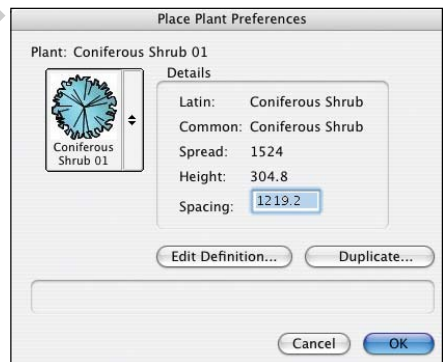 Place Plant Preferences
Plant: Coniferous Shrub 01
Coniferous
Shrub 01
Details
Latin: Coniferous Shrub
Common: Coniferous Shrub
Spread: 1524
Height: 304.8
Spacing: 1219.2
Edit Definition... Duplicate...
Cancel OK